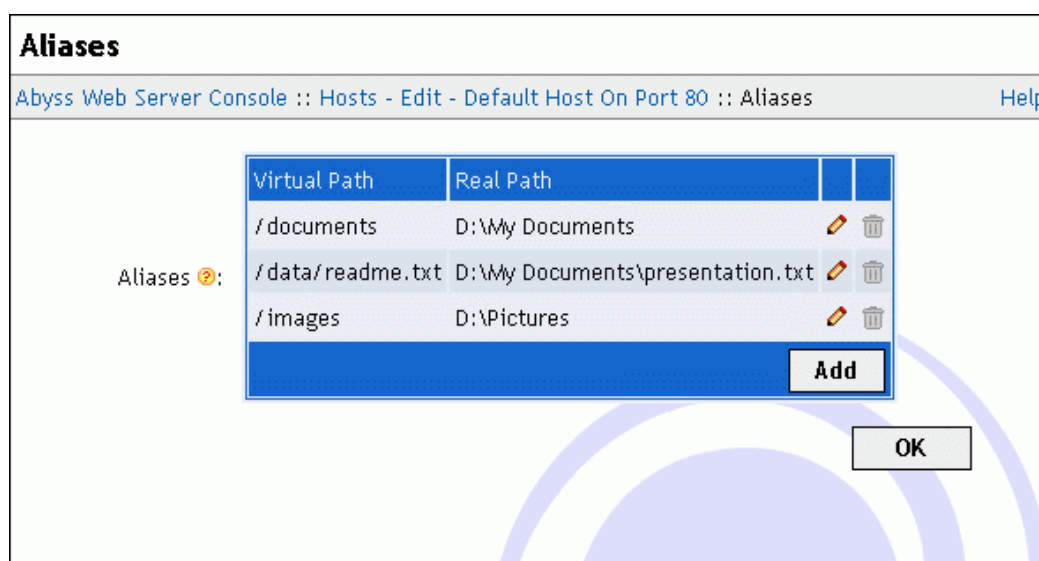 Aliases
Abyss Web Server Console :: Hosts - Edit - Default Host On Port 80 :: Aliases Help
Virtual Path Real Path
/documents D:\My Documents
Aliases ?: /data/readme.txt D:\My Documents\presentation.txt
/images D:\Pictures
Add
OK